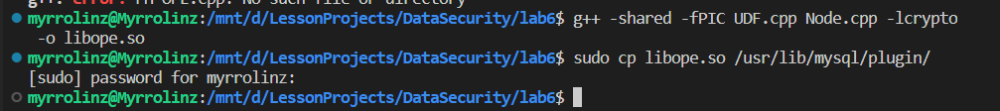 g++: error: FHOPE.cpp: No such file or directory
myrrolinz@Myrrolinz:/mnt/d/LessonProjects/DataSecurity/lab6$ g++ -shared -fPIC UDF.cpp Node.cpp -lcrypto
-o libope.so
myrrolinz@Myrrolinz:/mnt/d/LessonProjects/DataSecurity/lab6$ sudo cp libope.so /usr/lib/mysql/plugin/
[sudo] password for myrrolinz:
myrrolinz@Myrrolinz:/mnt/d/LessonProjects/DataSecurity/lab6$